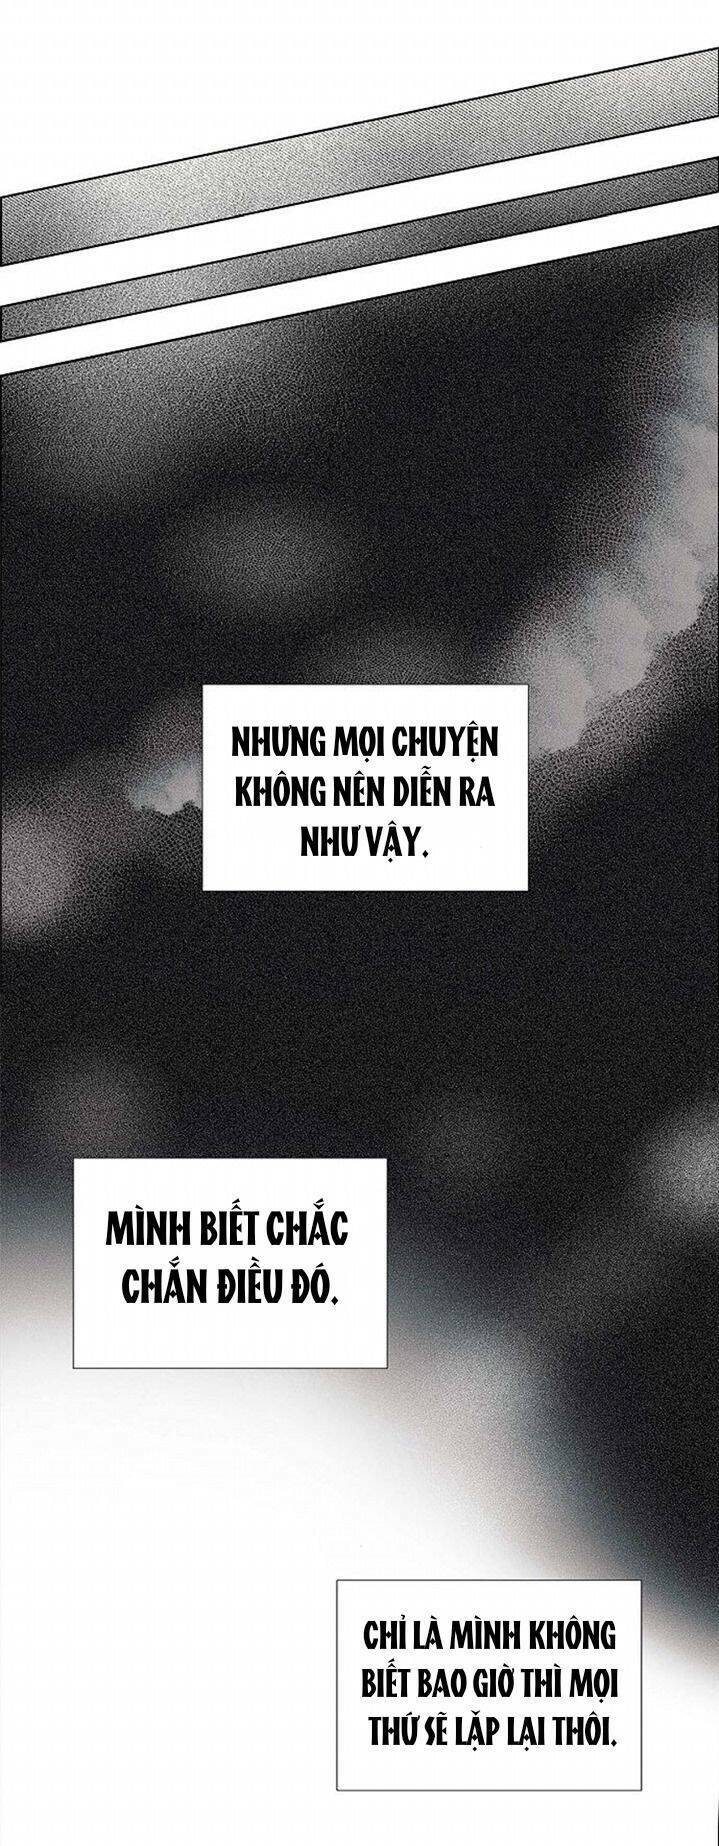 NHƯNG MỌI CHUYỆN
KHÔNG NÊN DIỄN RA
NHƯ VẬY.
MÌNH BIẾT CHẮC
CHẮN ĐIỀU ĐÓ.
CHỈ LÀ MÌNH KHÔNG
BIẾT BAO GIỜ THÌ MỌI
THỨ SẼ LẶP LẠI THÔI.